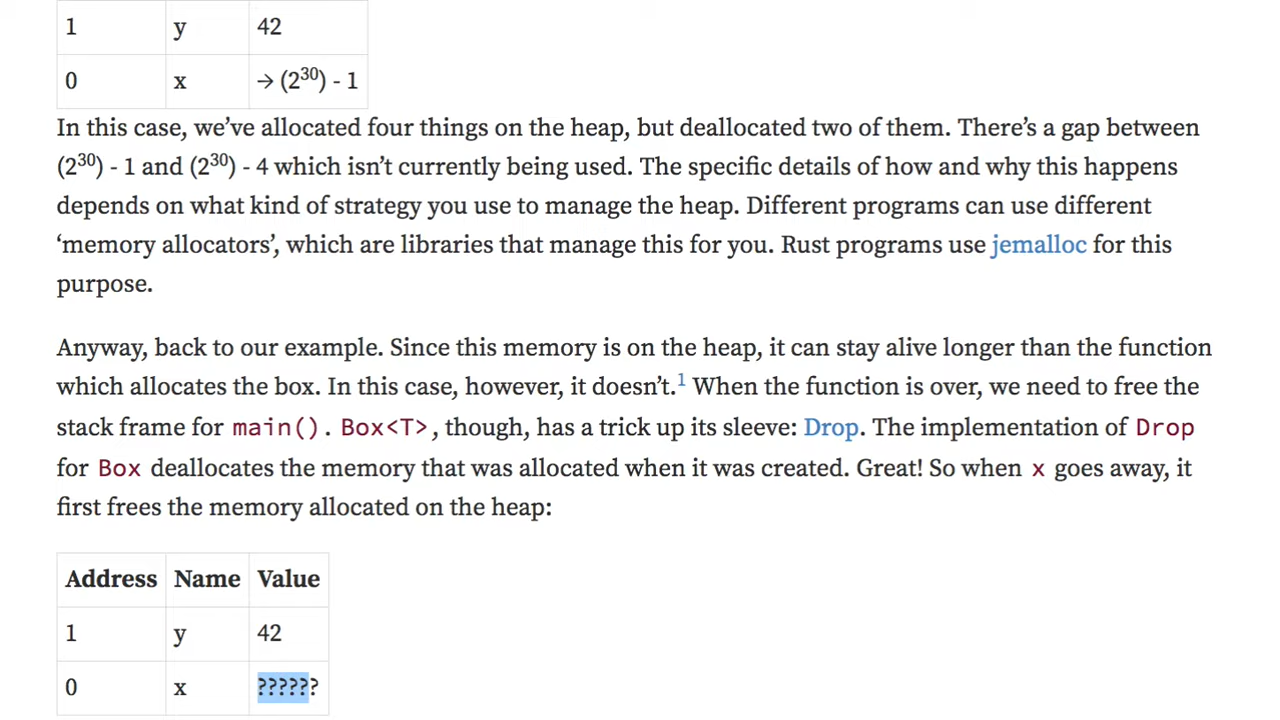 1 y 42
0 x → (2³⁰) - 1
In this case, we’ve allocated four things on the heap, but deallocated two of them. There’s a gap between
(2³⁰) - 1 and (2³⁰) - 4 which isn’t currently being used. The specific details of how and why this happens
depends on what kind of strategy you use to manage the heap. Different programs can use different
‘memory allocators’, which are libraries that manage this for you. Rust programs use jemalloc for this
purpose.
Anyway, back to our example. Since this memory is on the heap, it can stay alive longer than the function
which allocates the box. In this case, however, it doesn’t.¹ When the function is over, we need to free the
stack frame for main(). Box<T>, though, has a trick up its sleeve: Drop. The implementation of Drop
for Box deallocates the memory that was allocated when it was created. Great! So when x goes away, it
first frees the memory allocated on the heap:
Address Name Value
1 y 42
0 x ??????